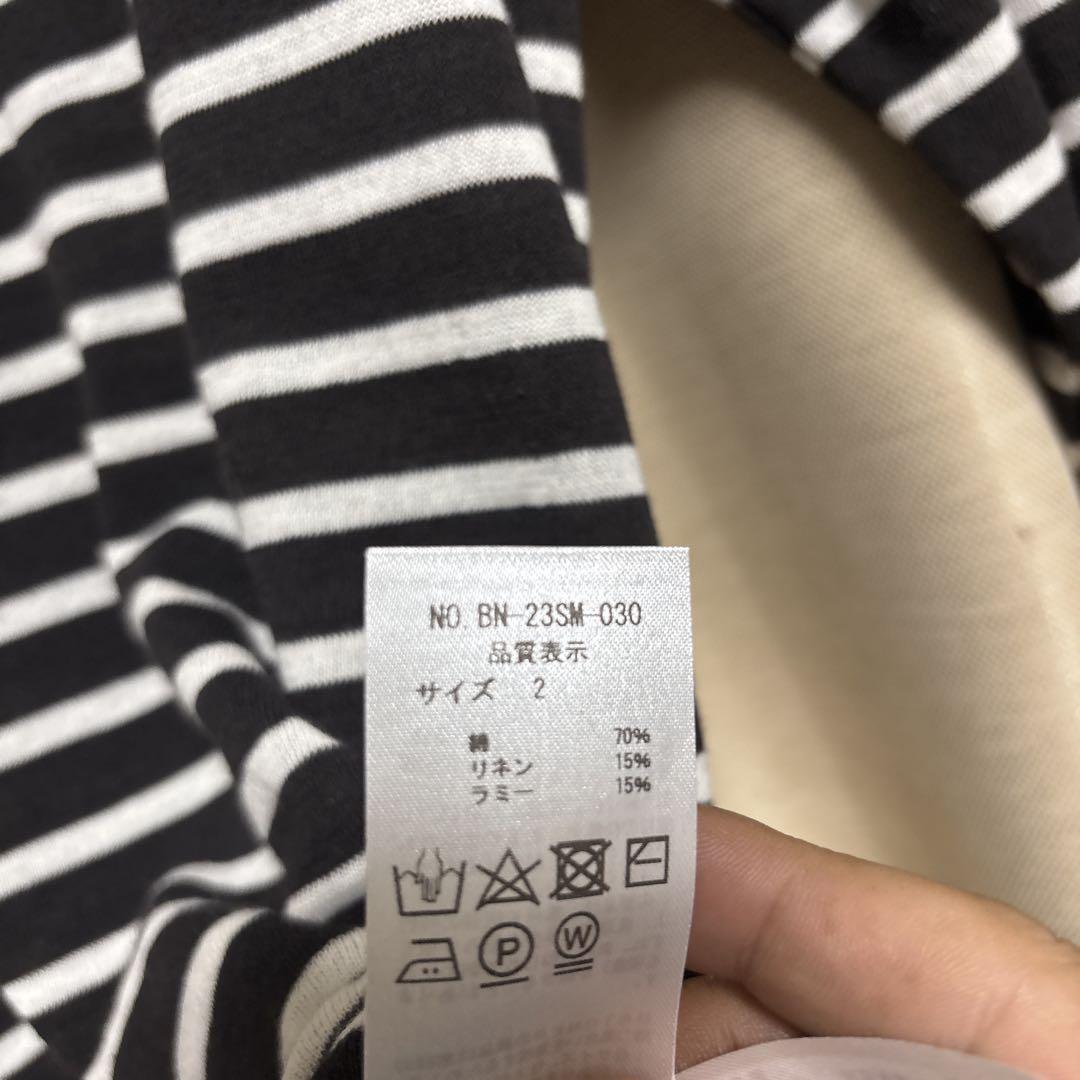 NO. BN-23SM-030
品質表示
サイズ 2
綿 70%
リネン 15%
ラミー 15%
P W